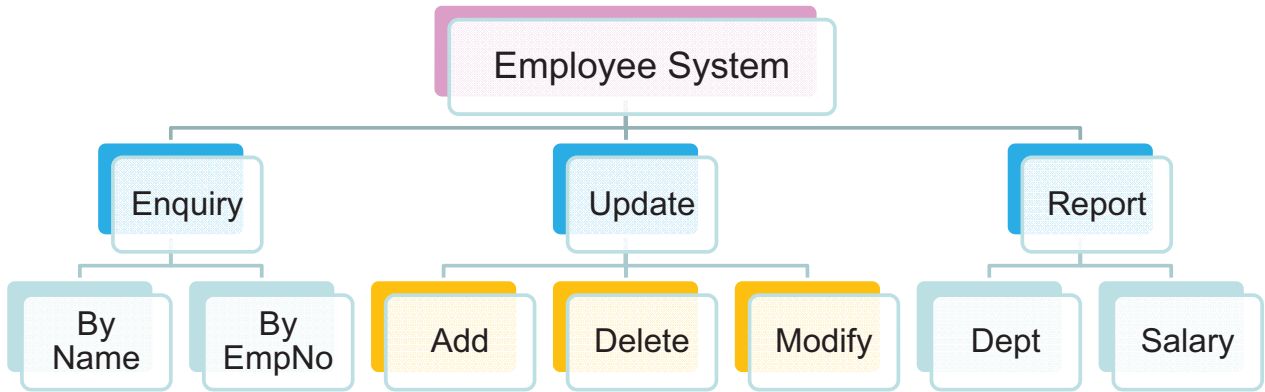 Employee System
Enquiry
Update
Report
By
Name
By
EmpNo
Add
Delete
Modify
Dept
Salary